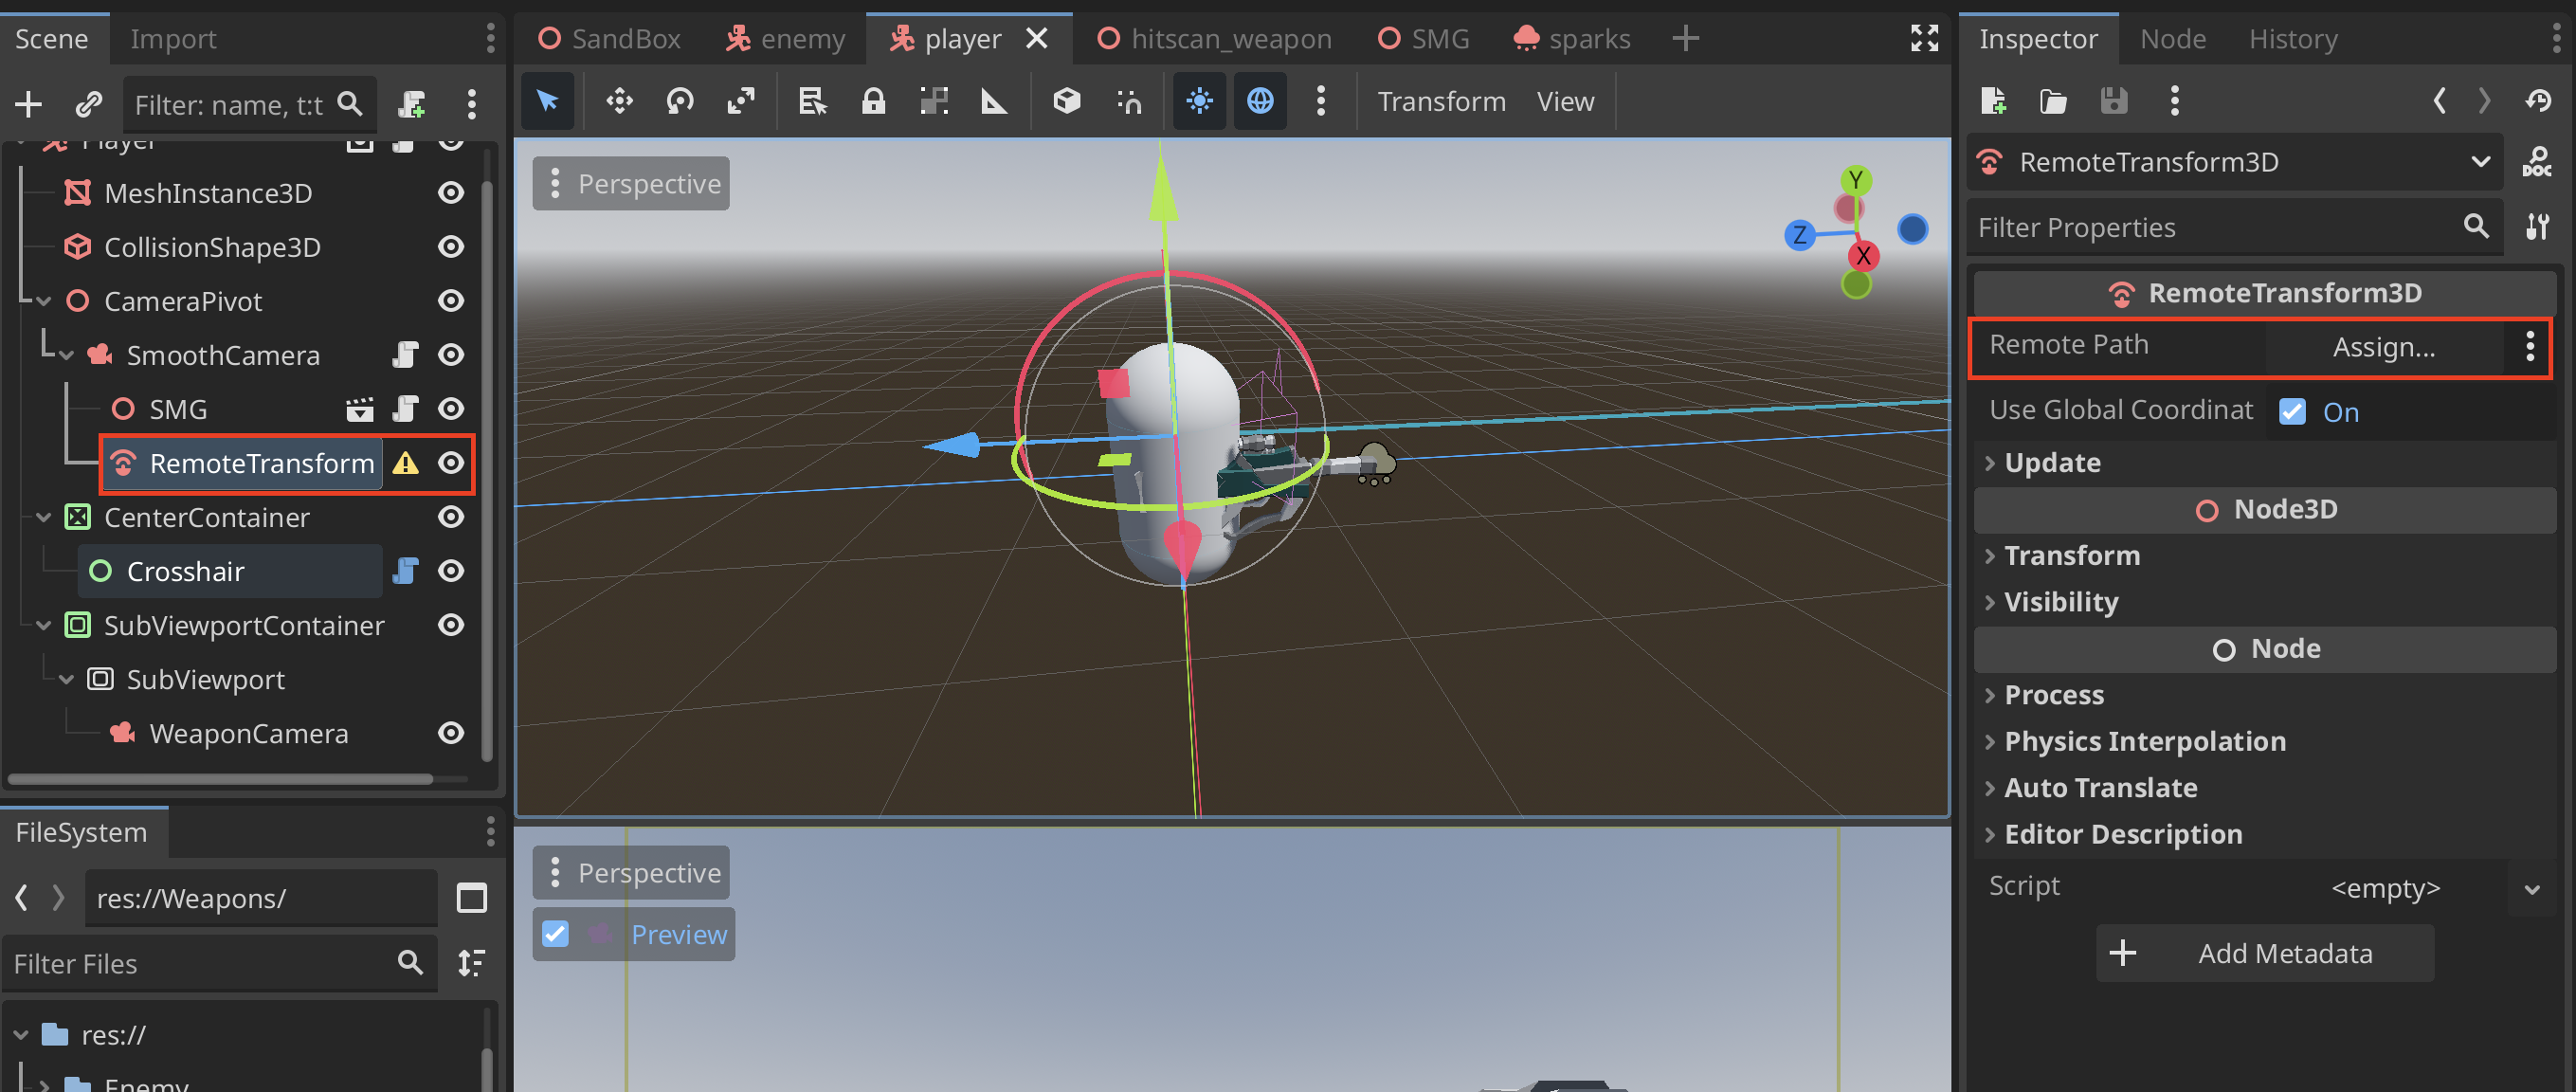 Scene
Import
Filter: name, t:t
Player
MeshInstance3D
CollisionShape3D
CameraPivot
SmoothCamera
SMG
RemoteTransform
CenterContainer
Crosshair
SubViewportContainer
SubViewport
WeaponCamera
FileSystem
res://Weapons/
Filter Files
res://
Enemy
SandBox
enemy
player
hitscan_weapon
SMG
sparks
Transform
View
Perspective
Y
Z
X
Perspective
Preview
Inspector
Node
History
RemoteTransform3D
DOC
Filter Properties
RemoteTransform3D
Remote Path
Assign...
Use Global Coordinat
On
Update
Node3D
Transform
Visibility
Node
Process
Physics Interpolation
Auto Translate
Editor Description
Script
<empty>
Add Metadata